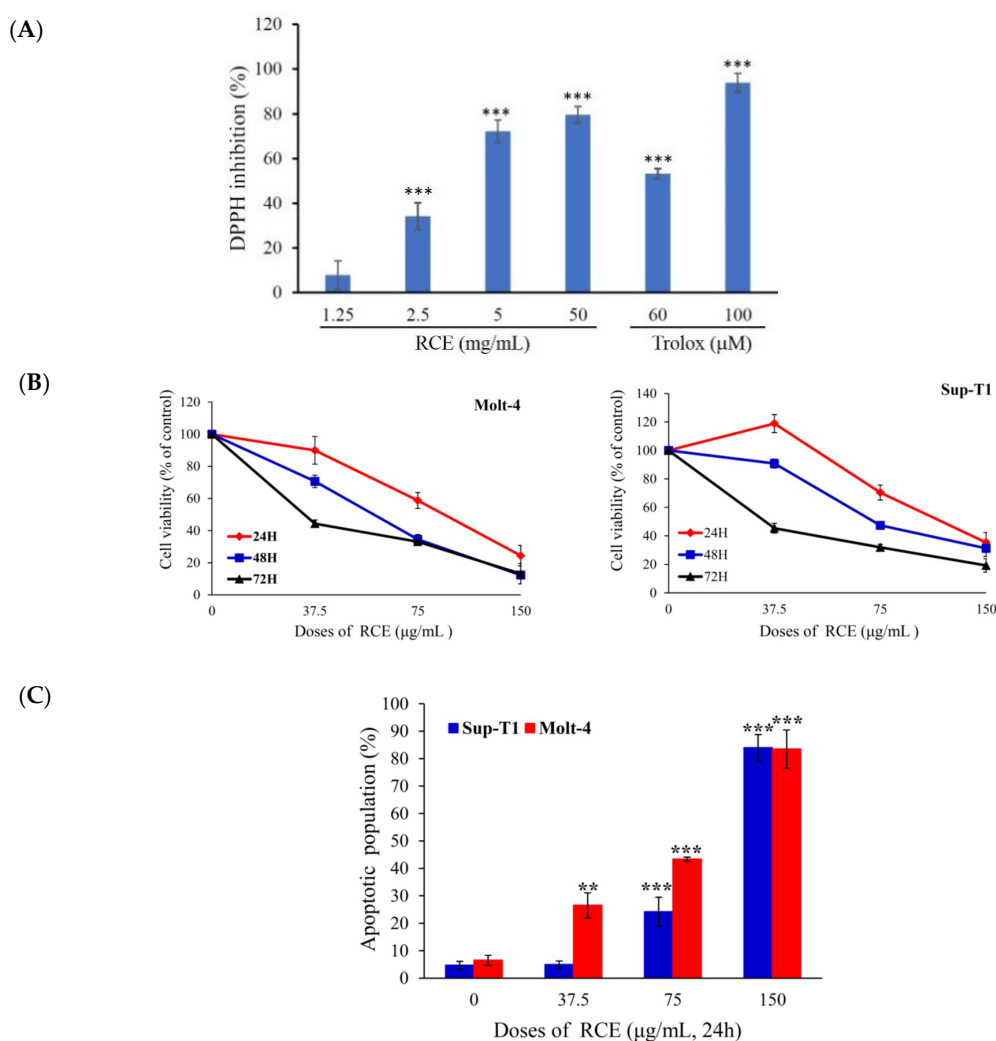 (A)
120
100
80
60
40
20
0
DPPH inhibition (%)
***
***
***
***
***
1.25 2.5 5 50 60 100
RCE (mg/mL) Trolox (μM)
(B)
Molt-4
120
100
80
60
40
20
0
Cell viability (% of control)
24H
48H
72H
0 37.5 75 150
Doses of RCE (μg/mL )
Sup-T1
140
120
100
80
60
40
20
0
Cell viability (% of control)
24H
48H
72H
0 37.5 75 150
Doses of RCE (μg/mL )
(C)
90
100
80
70
60
50
40
30
20
10
0
Apoptotic population (%)
Sup-T1 Molt-4
**
***
***
***
***
0 37.5 75 150
Doses of RCE (μg/mL, 24h)